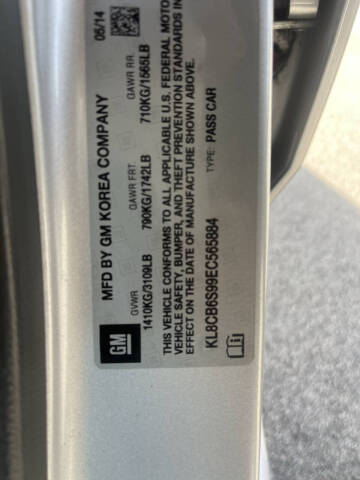 GM
MFD BY GM KOREA COMPANY 05/14
GVWR GAWR FRT. GAWR RR.
1410KG/3109LB 790KG/1742LB 710KG/1565LB
THIS VEHICLE CONFORMS TO ALL APPLICABLE U.S. FEDERAL MOTO
VEHICLE SAFETY, BUMPER, AND THEFT PREVENTION STANDARDS IN
EFFECT ON THE DATE OF MANUFACTURE SHOWN ABOVE.
KL8CB6S99EC565884 TYPE: PASS CAR